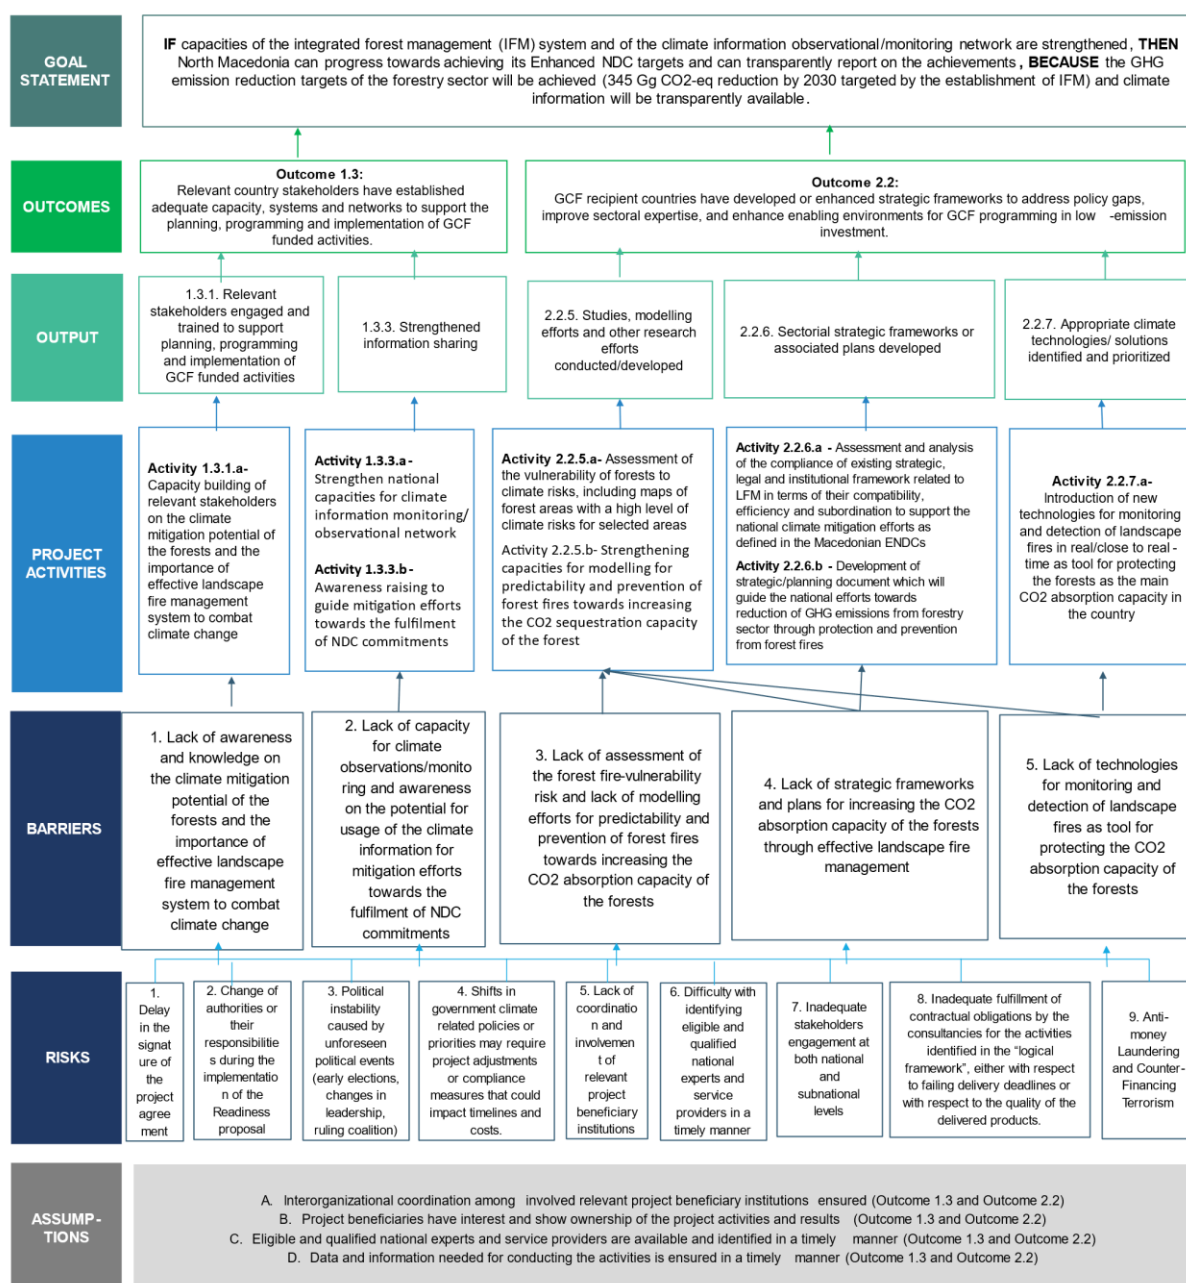 GOAL
STATEMENT
IF capacities of the integrated forest management (IFM) system and of the climate information observational/monitoring network are strengthened, THEN
North Macedonia can progress towards achieving its Enhanced NDC targets and can transparently report on the achievements, BECAUSE the GHG
emission reduction targets of the forestry sector will be achieved (345 Gg CO2-eq reduction by 2030 targeted by the establishment of IFM) and climate
information will be transparently available.
OUTCOMES
Outcome 1.3:
Relevant country stakeholders have established
adequate capacity, systems and networks to support the
planning, programming and implementation of GCF
funded activities.
Outcome 2.2:
GCF recipient countries have developed or enhanced strategic frameworks to address policy gaps,
improve sectoral expertise, and enhance enabling environments for GCF programming in low -emission
investment.
OUTPUT
1.3.1. Relevant
stakeholders engaged and
trained to support
planning, programming
and implementation of
GCF funded activities
1.3.3. Strengthened
information sharing
2.2.5. Studies, modelling
efforts and other research
efforts
conducted/developed
2.2.6. Sectorial strategic frameworks or
associated plans developed
2.2.7. Appropriate climate
technologies/ solutions
identified and prioritized
PROJECT
ACTIVITIES
Activity 1.3.1.a-
Capacity building of
relevant stakeholders
on the climate
mitigation potential of
the forests and the
importance of
effective landscape
fire management
system to combat
climate change
Activity 1.3.3.a-
Strengthen national
capacities for climate
information monitoring/
observational network
Activity 1.3.3.b-
Awareness raising to
guide mitigation efforts
towards the fulfilment
of NDC commitments
Activity 2.2.5.a- Assessment of
the vulnerability of forests to
climate risks, including maps of
forest areas with a high level of
climate risks for selected areas
Activity 2.2.5.b- Strengthening
capacities for modelling for
predictability and prevention of
forest fires towards increasing
the CO2 sequestration capacity
of the forest
Activity 2.2.6.a - Assessment and analysis
of the compliance of existing strategic,
legal and institutional framework related to
LFM in terms of their compatibility,
efficiency and subordination to support the
national climate mitigation efforts as
defined in the Macedonian ENDCs
Activity 2.2.6.b - Development of
strategic/planning document which will
guide the national efforts towards
reduction of GHG emissions from forestry
sector through protection and prevention
from forest fires
Activity 2.2.7.a-
Introduction of new
technologies for monitoring
and detection of landscape
fires in real/close to real -
time as tool for protecting
the forests as the main
CO2 absorption capacity in
the country
BARRIERS
1. Lack of awareness
and knowledge on
the climate mitigation
potential of the
forests and the
importance of
effective landscape
fire management
system to combat
climate change
2. Lack of capacity
for climate
observations/monito
ring and awareness
on the potential for
usage of the climate
information for
mitigation efforts
towards the
fulfilment of NDC
commitments
3. Lack of assessment of
the forest fire-vulnerability
risk and lack of modelling
efforts for predictability and
prevention of forest fires
towards increasing the
CO2 absorption capacity of
the forests
4. Lack of strategic frameworks
and plans for increasing the CO2
absorption capacity of the forests
through effective landscape fire
management
5. Lack of technologies
for monitoring and
detection of landscape
fires as tool for
protecting the CO2
absorption capacity of
the forests
RISKS
1.
Delay
in the
signat
ure of
the
project
agree
ment
2. Change of
authorities or
their
responsibilitie
s during the
implementatio
n of the
Readiness
proposal
3. Political
instability
caused by
unforeseen
political events
(early elections,
changes in
leadership,
ruling coalition)
4. Shifts in
government climate
related policies or
priorities may require
project adjustments
or compliance
measures that could
impact timelines and
costs.
5. Lack of
coordinatio
n and
involvemen
t of relevant
project
beneficiary
institutions
6. Difficulty with
identifying
eligible and
qualified
national
experts and
service
providers in a
timely manner
7. Inadequate
stakeholders
engagement at
both national
and
subnational
levels
8. Inadequate fulfillment of
contractual obligations by the
consultancies for the activities
identified in the “logical
framework”, either with respect
to failing delivery deadlines or
with respect to the quality of the
delivered products.
9. Anti-
money
Laundering
and Counter-
Financing
Terrorism
ASSUMP-
TIONS
A. Interorganizational coordination among involved relevant project beneficiary institutions ensured (Outcome 1.3 and Outcome 2.2)
B. Project beneficiaries have interest and show ownership of the project activities and results (Outcome 1.3 and Outcome 2.2)
C. Eligible and qualified national experts and service providers are available and identified in a timely manner (Outcome 1.3 and Outcome 2.2)
D. Data and information needed for conducting the activities is ensured in a timely manner (Outcome 1.3 and Outcome 2.2)